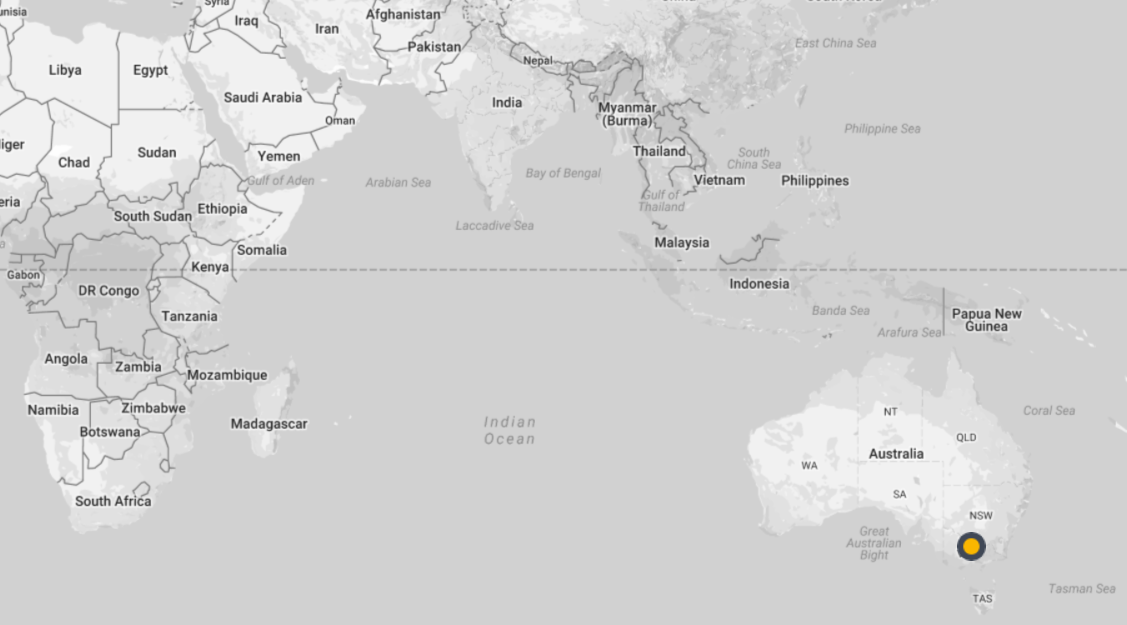 Syria
unisia
China
South Korea
Afghanistan
Iraq
Iran
East China Sea
Pakistan
Nepal
Libya
Egypt
Saudi Arabia
India
Myanmar
(Burma)
Oman
Philippine Sea
iger
Chad
Sudan
Yemen
Thailand
South
China Sea
Gulf of Aden
Arabian Sea
Bay of Bengal
Vietnam
Philippines
eria
South Sudan
Ethiopia
Gulf of
Thailand
Laccadive Sea
o
Somalia
Malaysia
Gabon
Kenya
DR Congo
Indonesia
Tanzania
Banda Sea
Papua New
Guinea
Arafura Sea
Angola
Zambia
Mozambique
Namibia
Zimbabwe
NT
Coral Sea
Botswana
Madagascar
Indian
Ocean
QLD
Australia
WA
SA
South Africa
NSW
Great
Australian
Bight
Tasman Sea
TAS